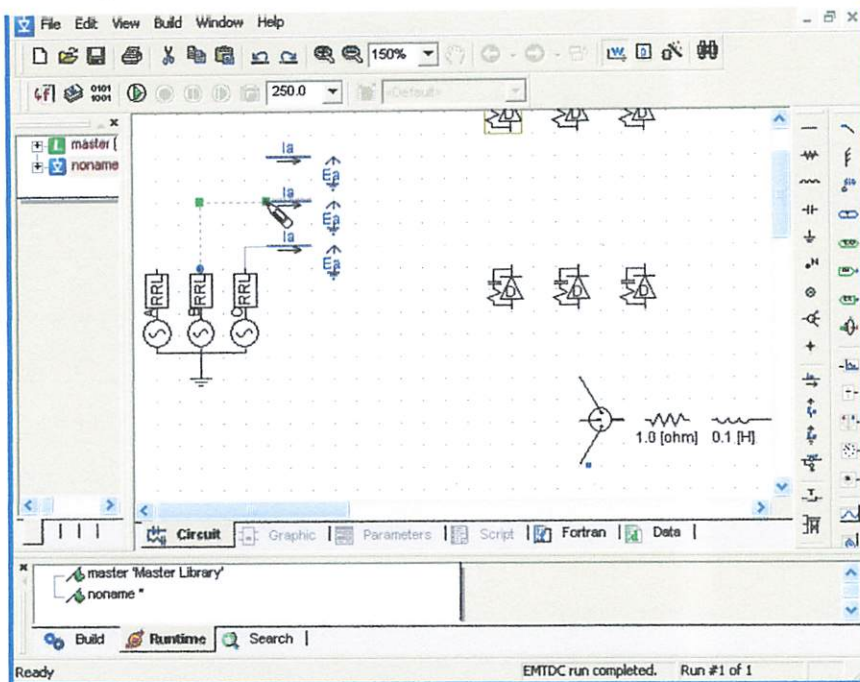 File Edit View Build Window Help
150%
0101
1001
250.0
<Default>
master (
noname
Ia
Ea
Ia
Ea
Ia
Ea
D D D
RRL RRL RRL
A B C
D D D
1.0 [ohm] 0.1 [H]
Circuit Graphic Parameters Script Fortran Data
master 'Master Library'
noname *
Build Runtime Search
Ready EMTDC run completed. Run #1 of 1